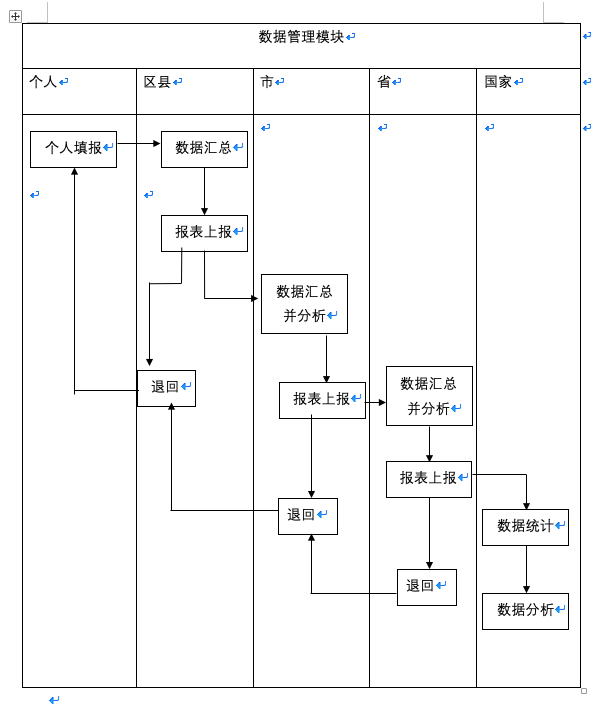 数据管理模块
个人
区县
市
省
国家
个人填报
数据汇总
报表上报
数据汇总
并分析
退回
报表上报
数据汇总
并分析
报表上报
退回
数据统计
退回
数据分析